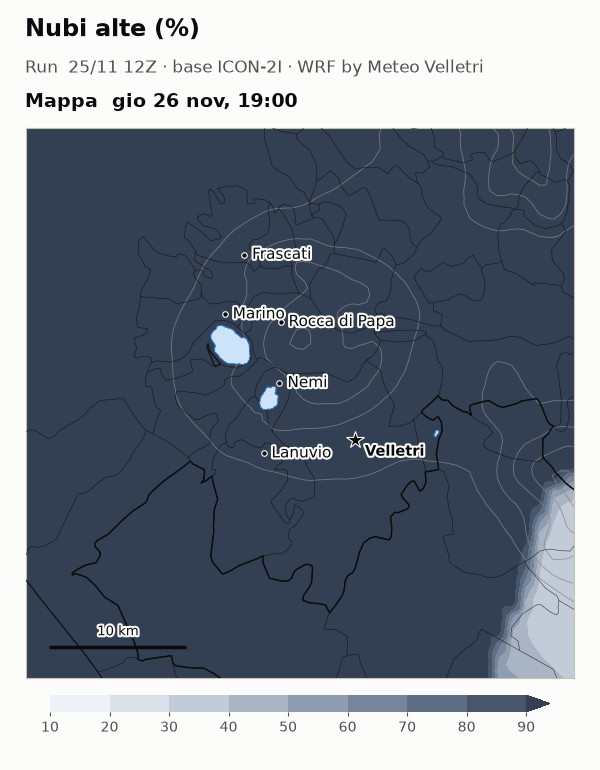 Nubi alte (%)
Run  25/11 12Z · base ICON-2I · WRF by Meteo Velletri
Mappa  gio 26 nov, 19:00
Frascati
Marino
Rocca di Papa
Nemi
Velletri
Lanuvio
10 km
10 20 30 40 50 60 70 80 90